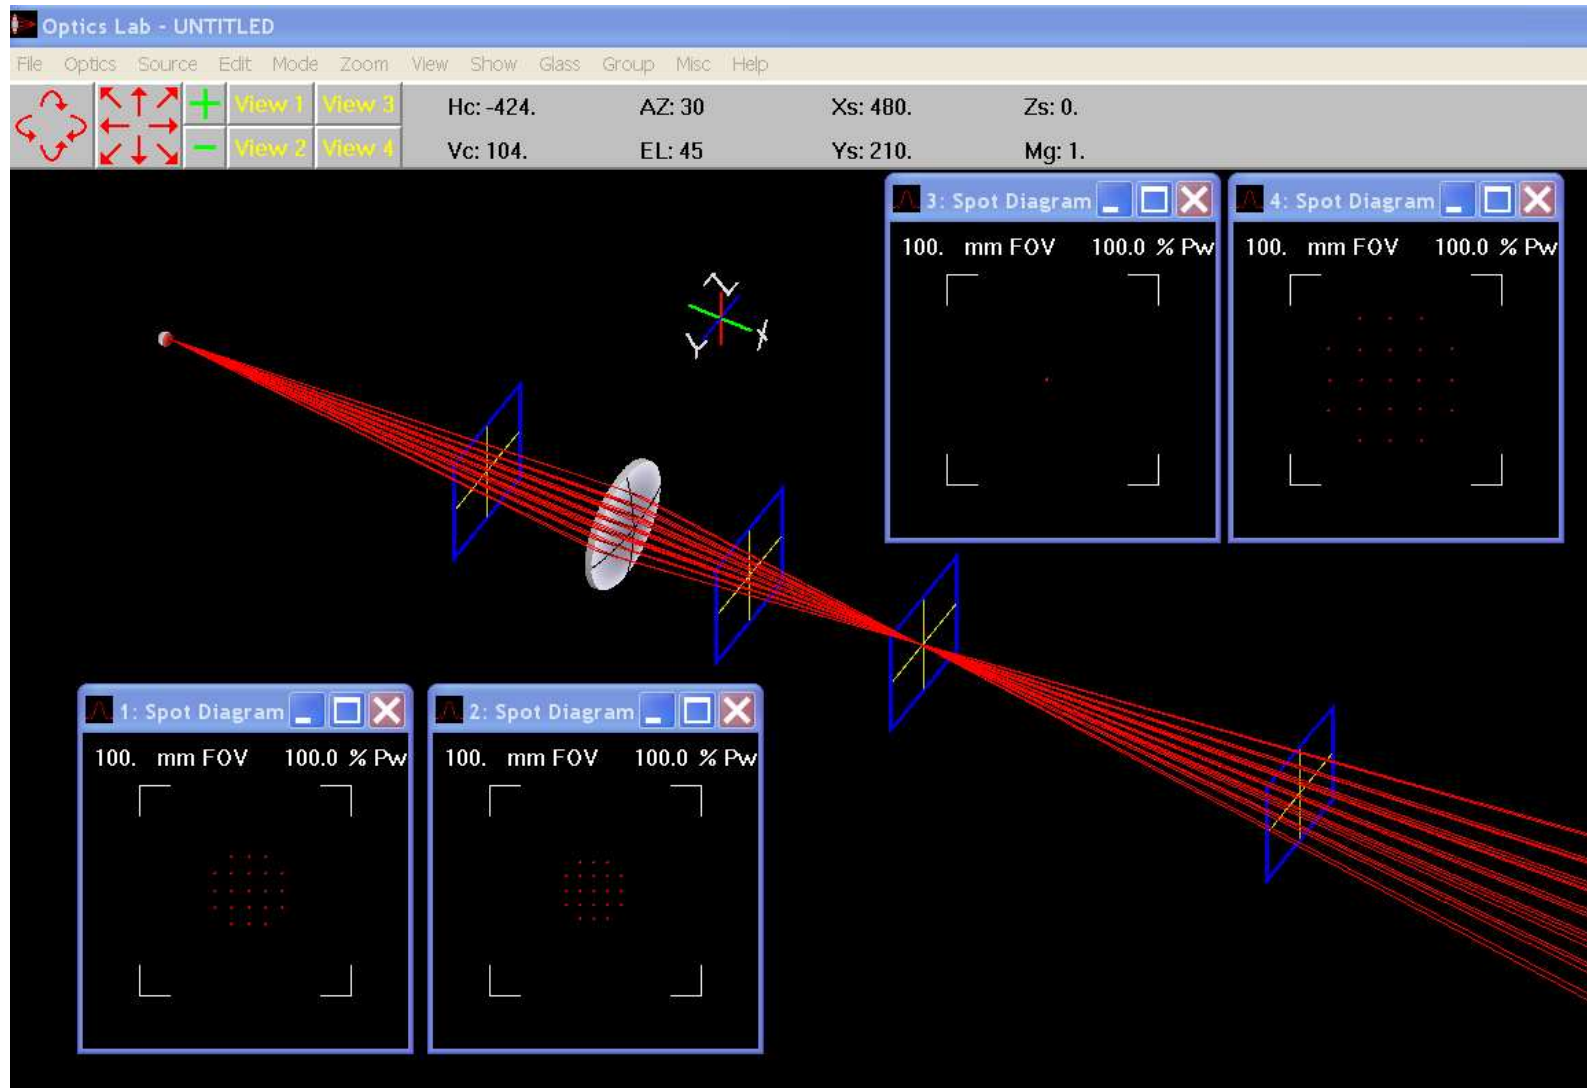 Optics Lab - UNTITLED
File Optics Source Edit Mode Zoom View Show Glass Group Misc Help
View 1 View 3 Hc: -424. AZ: 30 Xs: 480. Zs: 0.
View 2 View 4 Vc: 104. EL: 45 Ys: 210. Mg: 1.
3: Spot Diagram
100. mm FOV 100.0 % Pw
4: Spot Diagram
100. mm FOV 100.0 % Pw
Z
Y X
1: Spot Diagram
100. mm FOV 100.0 % Pw
2: Spot Diagram
100. mm FOV 100.0 % Pw